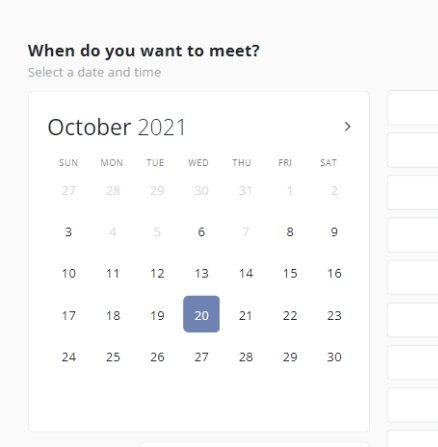 When do you want to meet?
Select a date and time
October 2021
SUN MON TUE WED THU FRI SAT
27 28 29 30 31 1 2
3 4 5 6 7 8 9
10 11 12 13 14 15 16
17 18 19 20 21 22 23
24 25 26 27 28 29 30